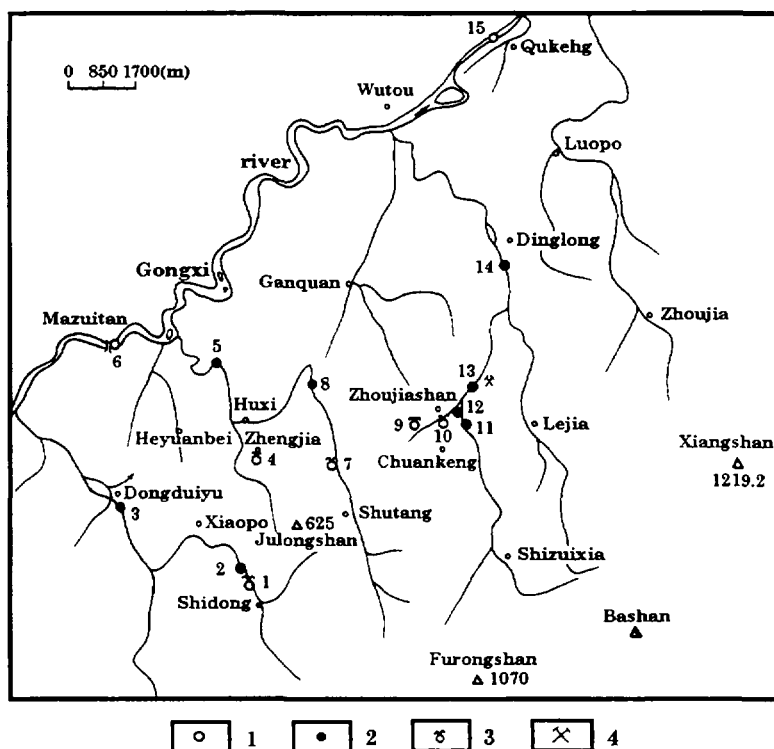 15
Qukehg
0 850 1700(m)
Wutou
river
Luopo
Dinglong
14
Gongxi
Ganquan
Mazuitan
Zhoujia
6
5
8
13
Zhoujiashan
12
Huxi
9
10
11
Lejia
Heyuanbei
Zhengjia
4
7
Chuankeng
Xiangshan
1219.2
Dongduiyu
3
Xiaopo
625
Julongshan
Shutang
Shizuixia
2
1
Shidong
Bashan
Furongshan
1070
1
2
3
4